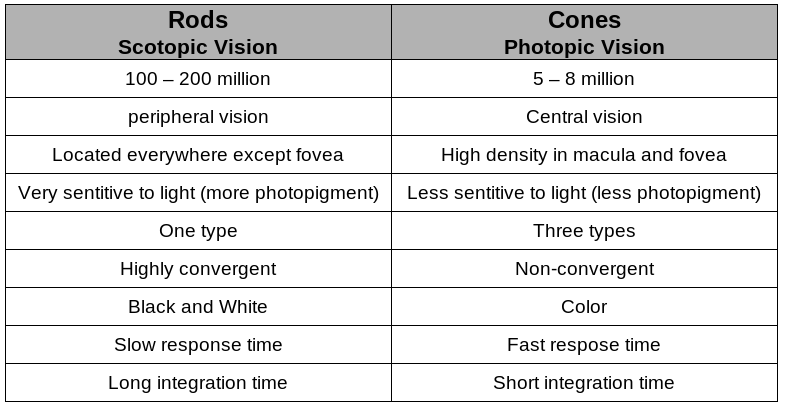 Rods Cones
Scotopic Vision Photopic Vision
100 – 200 million 5 – 8 million
peripheral vision Central vision
Located everywhere except fovea High density in macula and fovea
Very sentitive to light (more photopigment) Less sentitive to light (less photopigment)
One type Three types
Highly convergent Non-convergent
Black and White Color
Slow response time Fast respose time
Long integration time Short integration time